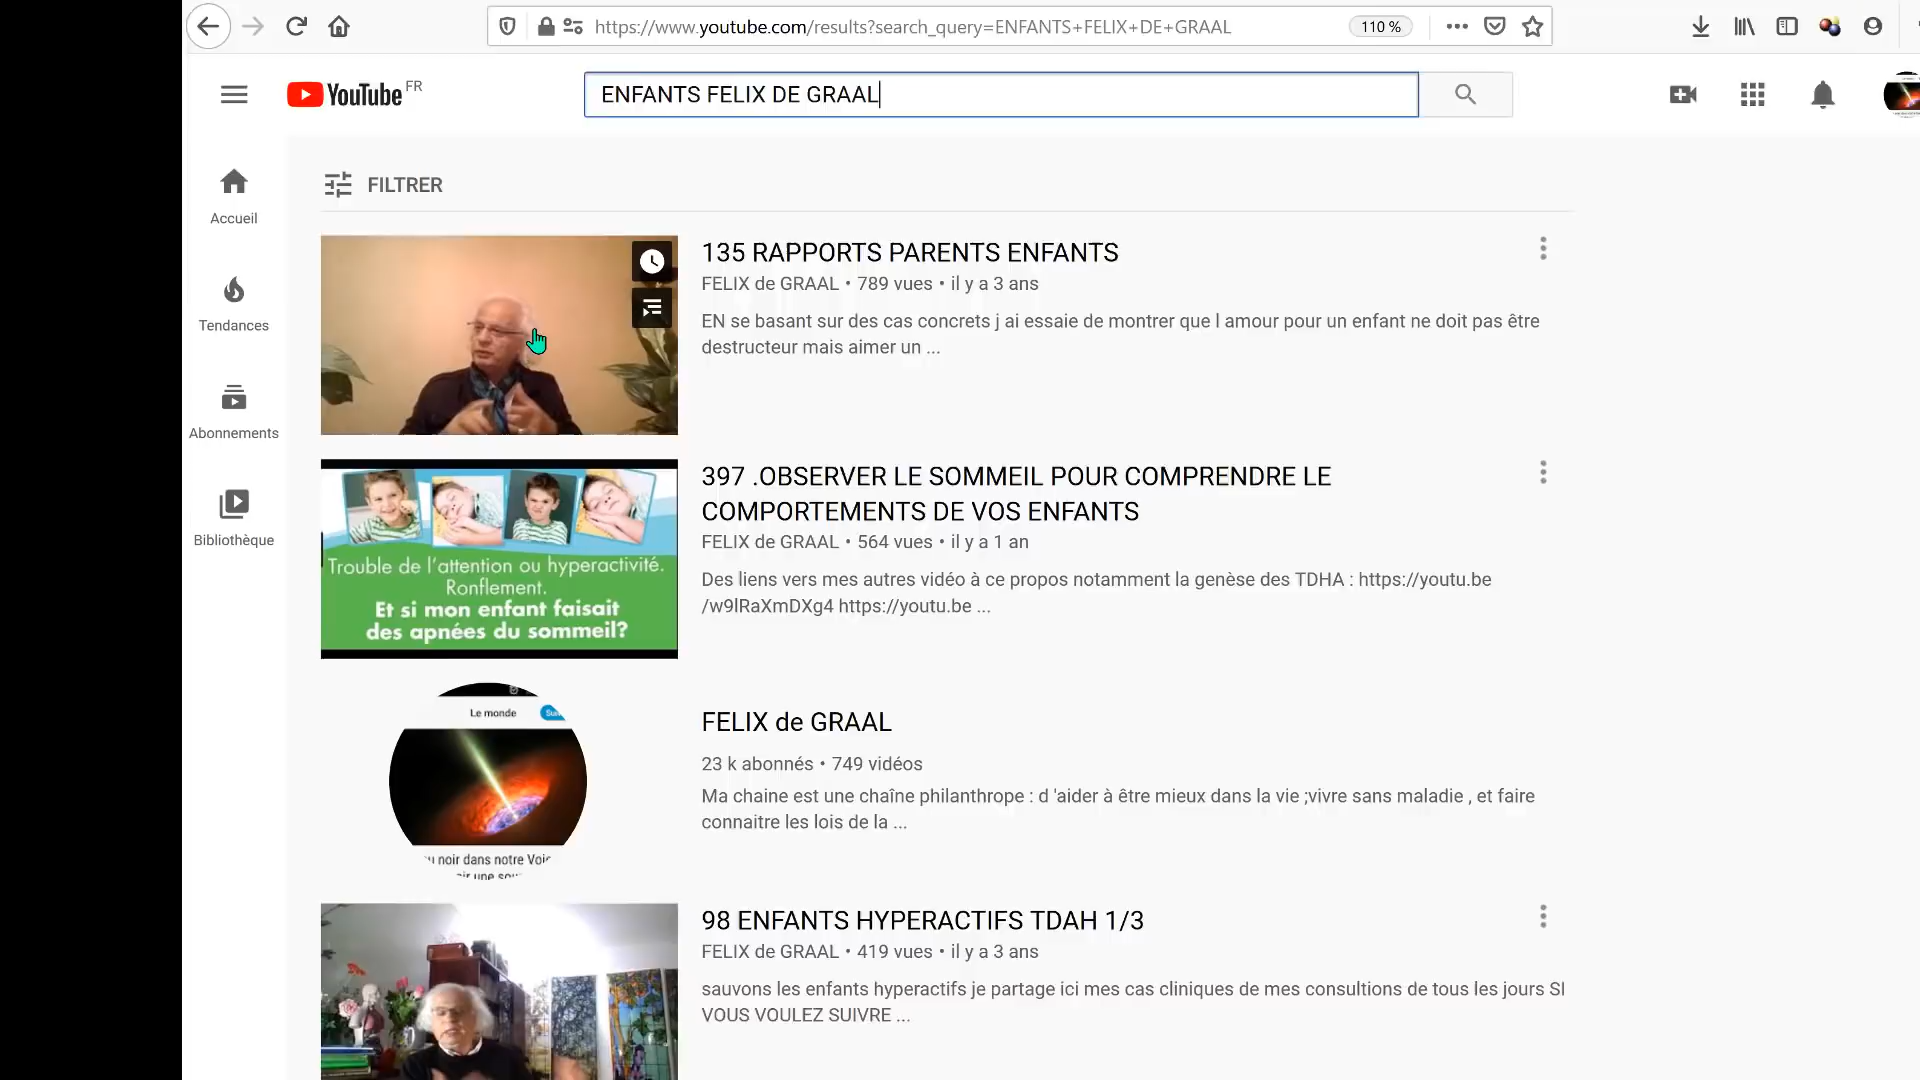 https://www.youtube.com/results?search_query=ENFANTS+FELIX+DE+GRAAL
110 %
YouTube FR
ENFANTS FELIX DE GRAAL
FILTRER
Accueil
Tendances
Abonnements
Bibliothèque
135 RAPPORTS PARENTS ENFANTS
FELIX de GRAAL • 789 vues • il y a 3 ans
EN se basant sur des cas concrets j ai essaie de montrer que l amour pour un enfant ne doit pas être
destructeur mais aimer un ...
Trouble de l'attention ou hyperactivité.
Ronflement.
Et si mon enfant faisait
des apnées du sommeil?
397 .OBSERVER LE SOMMEIL POUR COMPRENDRE LE
COMPORTEMENTS DE VOS ENFANTS
FELIX de GRAAL • 564 vues • il y a 1 an
Des liens vers mes autres vidéo à ce propos notamment la genèse des TDHA : https://youtu.be
/w9lRaXmDXg4 https://youtu.be ...
Le monde
noir dans notre
FELIX de GRAAL
23 k abonnés • 749 vidéos
Ma chaine est une chaîne philanthrope : d 'aider à être mieux dans la vie ;vivre sans maladie , et faire
connaitre les lois de la ...
98 ENFANTS HYPERACTIFS TDAH 1/3
FELIX de GRAAL • 419 vues • il y a 3 ans
sauvons les enfants hyperactifs je partage ici mes cas cliniques de mes consultions de tous les jours SI
VOUS VOULEZ SUIVRE ...